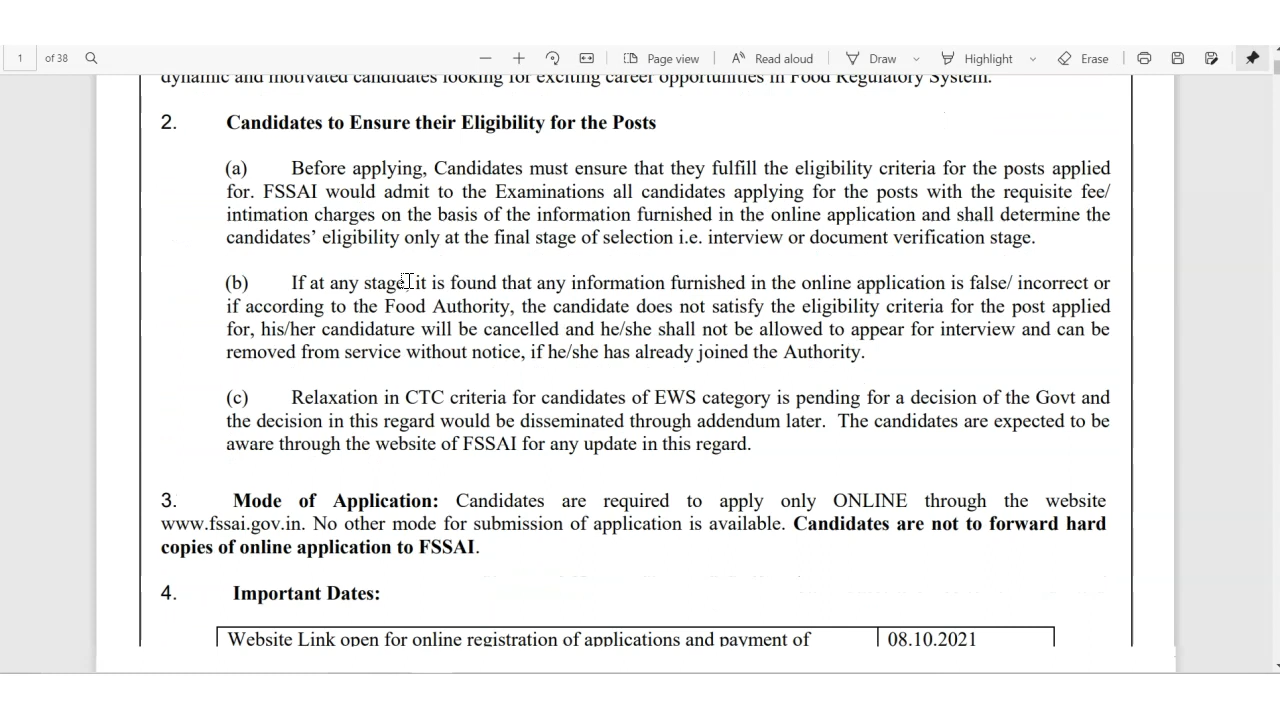 1 of 38 Page view Read aloud Draw Highlight Erase
dynamic and motivated candidates looking for exciting career opportunities in Food Regulatory System.
2. Candidates to Ensure their Eligibility for the Posts
(a) Before applying, Candidates must ensure that they fulfill the eligibility criteria for the posts applied
for. FSSAI would admit to the Examinations all candidates applying for the posts with the requisite fee/
intimation charges on the basis of the information furnished in the online application and shall determine the
candidates’ eligibility only at the final stage of selection i.e. interview or document verification stage.
(b) If at any stage, it is found that any information furnished in the online application is false/ incorrect or
if according to the Food Authority, the candidate does not satisfy the eligibility criteria for the post applied
for, his/her candidature will be cancelled and he/she shall not be allowed to appear for interview and can be
removed from service without notice, if he/she has already joined the Authority.
(c) Relaxation in CTC criteria for candidates of EWS category is pending for a decision of the Govt and
the decision in this regard would be disseminated through addendum later. The candidates are expected to be
aware through the website of FSSAI for any update in this regard.
3. Mode of Application: Candidates are required to apply only ONLINE through the website
www.fssai.gov.in. No other mode for submission of application is available. Candidates are not to forward hard
copies of online application to FSSAI.
4. Important Dates:
Website Link open for online registration of applications and payment of 08.10.2021